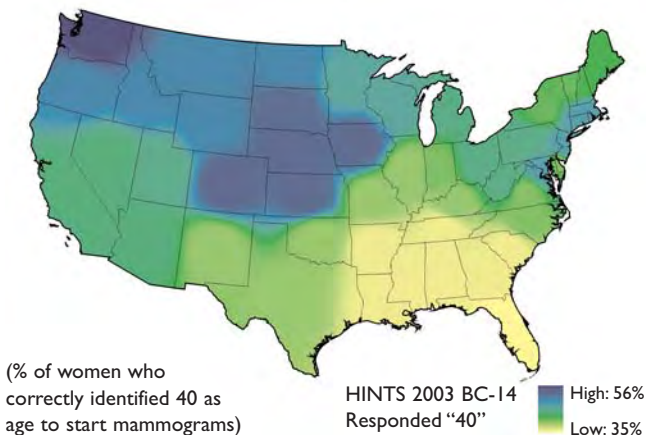 (% of women who
correctly identified 40 as
age to start mammograms)
HINTS 2003 BC-14
Responded “40”
High: 56%
Low: 35%